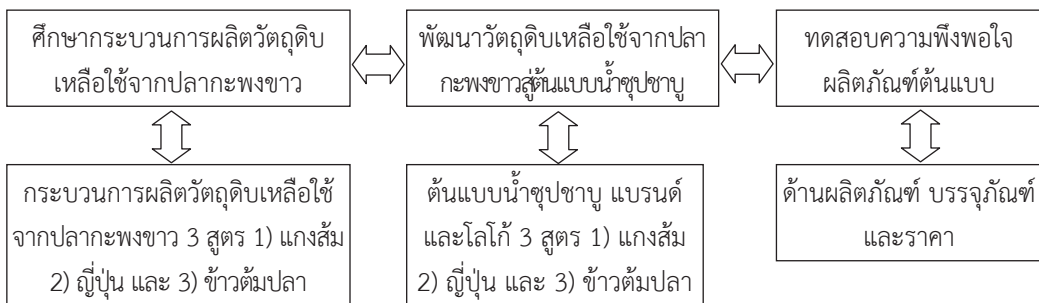 ศึกษากระบวนการผลิตวัตถุดิบ
เหลือใช้จากปลากะพงขาว
พัฒนาวัตถุดิบเหลือใช้จากปลา
กะพงขาวสู่ต้นแบบน้ำซุปชาบู
ทดสอบความพึงพอใจ
ผลิตภัณฑ์ต้นแบบ
กระบวนการผลิตวัตถุดิบเหลือใช้
จากปลากะพงขาว 3 สูตร 1) แกงส้ม
2) ญี่ปุ่น และ 3) ข้าวต้มปลา
ต้นแบบน้ำซุปชาบู แบรนด์
และโลโก้ 3 สูตร 1) แกงส้ม
2) ญี่ปุ่น และ 3) ข้าวต้มปลา
ด้านผลิตภัณฑ์ บรรจุภัณฑ์
และราคา